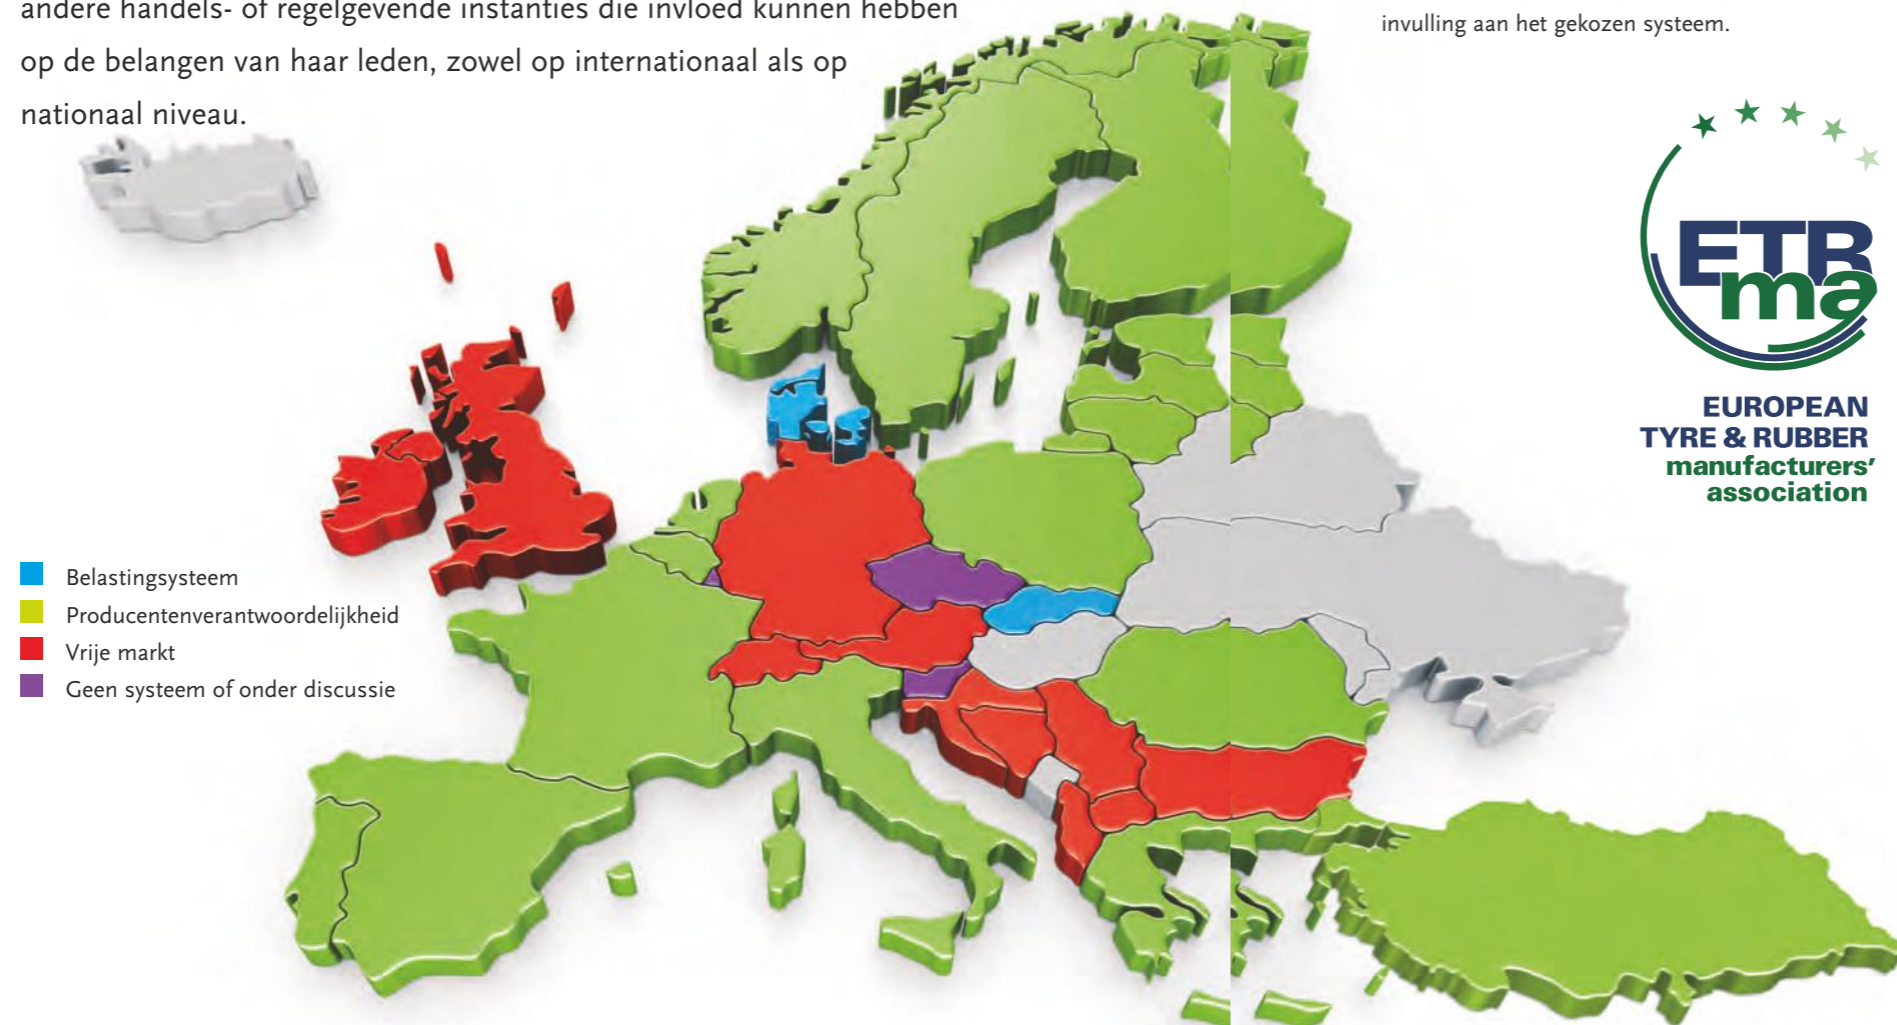 andere handels- of regelgevende instanties die invloed kunnen hebben
op de belangen van haar leden, zowel op internationaal als op
nationaal niveau.
invulling aan het gekozen systeem.
ETR
ma
EUROPEAN
TYRE & RUBBER
manufacturers'
association
Belastingsysteem
Producentenverantwoordelijkheid
Vrije markt
Geen systeem of onder discussie